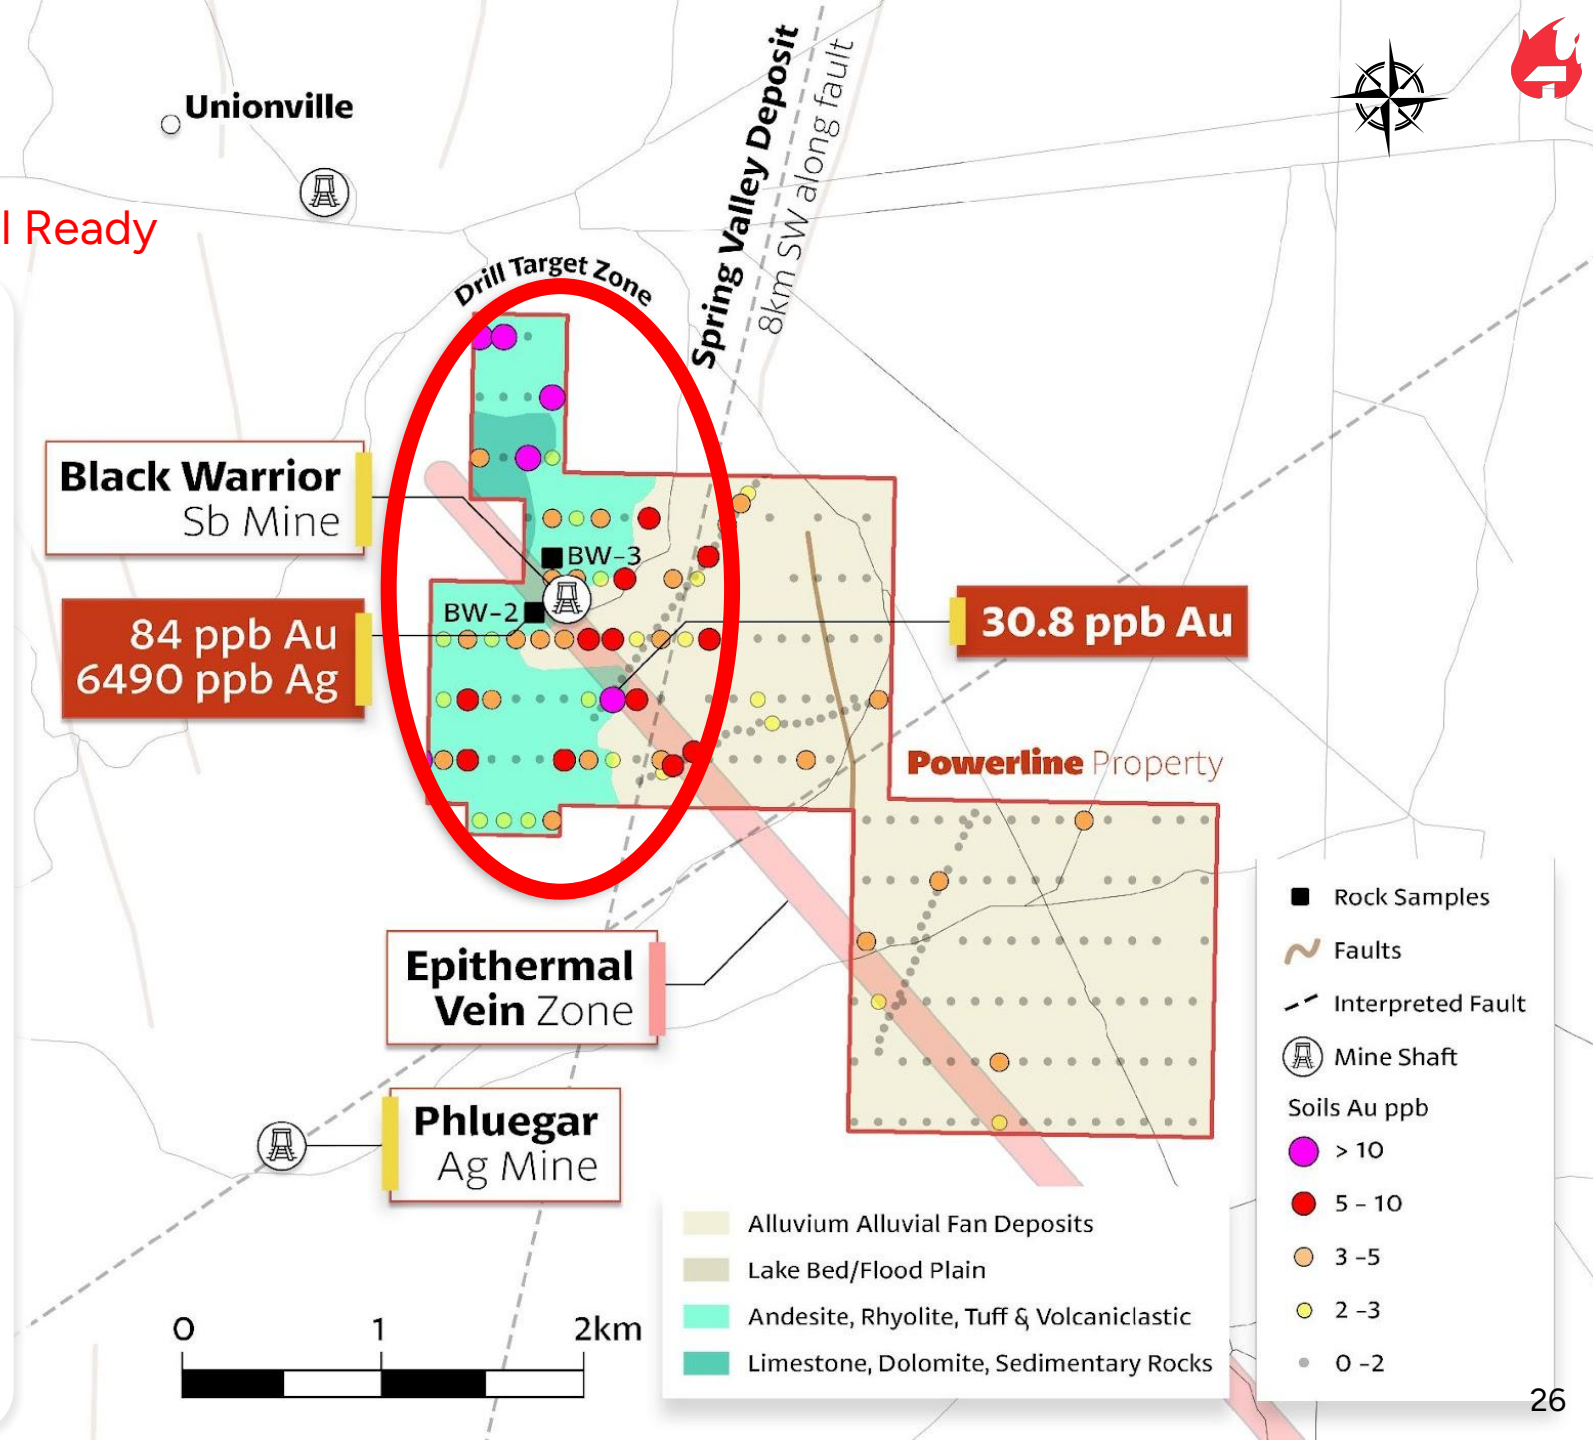 Unionville
l Ready
Drill Target Zone
Spring Valley Deposit
8km SW along fault
Black Warrior
Sb Mine
BW-3
BW-2
84 ppb Au
6490 ppb Ag
30.8 ppb Au
Powerline Property
Epithermal
Vein Zone
Phluegar
Ag Mine
0 1 2km
Alluvium Alluvial Fan Deposits
Lake Bed/Flood Plain
Andesite, Rhyolite, Tuff & Volcaniclastic
Limestone, Dolomite, Sedimentary Rocks
Rock Samples
Faults
Interpreted Fault
Mine Shaft
Soils Au ppb
> 10
5 - 10
3 -5
2 -3
0 -2
26